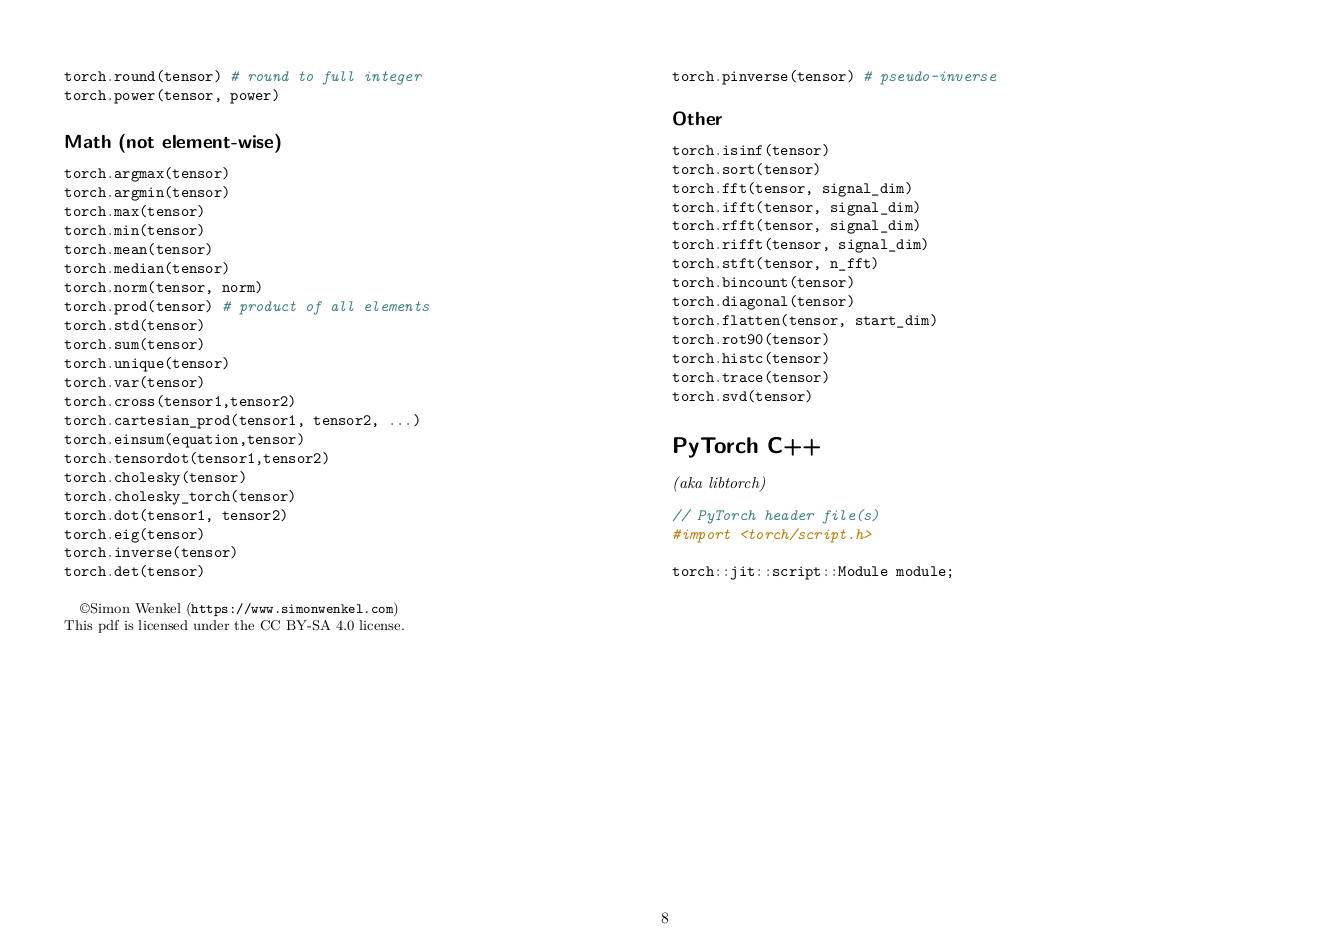 torch.round(tensor) # round to full integer
torch.power(tensor, power)
Math (not element-wise)
torch.argmax(tensor)
torch.argmin(tensor)
torch.max(tensor)
torch.min(tensor)
torch.mean(tensor)
torch.median(tensor)
torch.norm(tensor, norm)
torch.prod(tensor) # product of all elements
torch.std(tensor)
torch.sum(tensor)
torch.unique(tensor)
torch.var(tensor)
torch.cross(tensor1,tensor2)
torch.cartesian_prod(tensor1, tensor2, ...)
torch.einsum(equation,tensor)
torch.tensordot(tensor1,tensor2)
torch.cholesky(tensor)
torch.cholesky_torch(tensor)
torch.dot(tensor1, tensor2)
torch.eig(tensor)
torch.inverse(tensor)
torch.det(tensor)
©Simon Wenkel (https://www.simonwenkel.com)
This pdf is licensed under the CC BY-SA 4.0 license.
torch.pinverse(tensor) # pseudo-inverse
Other
torch.isinf(tensor)
torch.sort(tensor)
torch.fft(tensor, signal_dim)
torch.ifft(tensor, signal_dim)
torch.rfft(tensor, signal_dim)
torch.rifft(tensor, signal_dim)
torch.stft(tensor, n_fft)
torch.bincount(tensor)
torch.diagonal(tensor)
torch.flatten(tensor, start_dim)
torch.rot90(tensor)
torch.histc(tensor)
torch.trace(tensor)
torch.svd(tensor)
PyTorch C++
(aka libtorch)
// PyTorch header file(s)
#import <torch/script.h>
torch::jit::script::Module module;
8